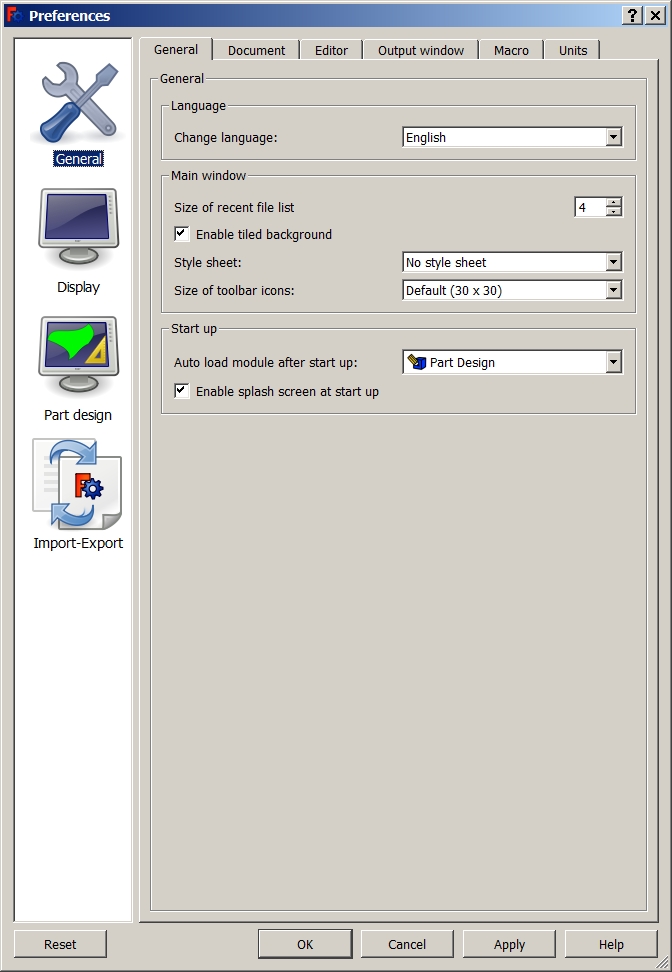 Preferences
General
Display
Part design
Import-Export
General Document Editor Output window Macro Units
General
Language
Change language: English
Main window
Size of recent file list 4
Enable tiled background
Style sheet: No style sheet
Size of toolbar icons: Default (30 x 30)
Start up
Auto load module after start up: Part Design
Enable splash screen at start up
Reset OK Cancel Apply Help